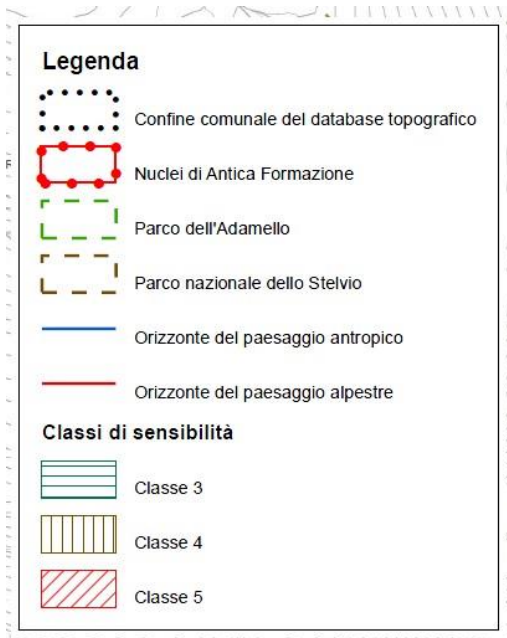 Legenda
Confine comunale del database topografico
Nuclei di Antica Formazione
Parco dell'Adamello
Parco nazionale dello Stelvio
Orizzonte del paesaggio antropico
Orizzonte del paesaggio alpestre
Classi di sensibilità
Classe 3
Classe 4
Classe 5